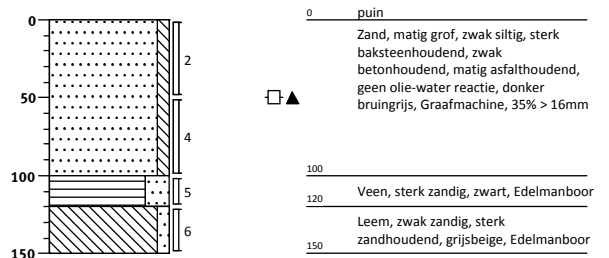 0
50
100
150
2
4
5
6
0 puin
Zand, matig grof, zwak siltig, sterk
baksteenhoudend, zwak
betonhoudend, matig asfalthoudend,
geen olie-water reactie, donker
bruingrijs, Graafmachine, 35% > 16mm
100
Veen, sterk zandig, zwart, Edelmanboor
120
Leem, zwak zandig, sterk
zandhoudend, grijsbeige, Edelmanboor
150